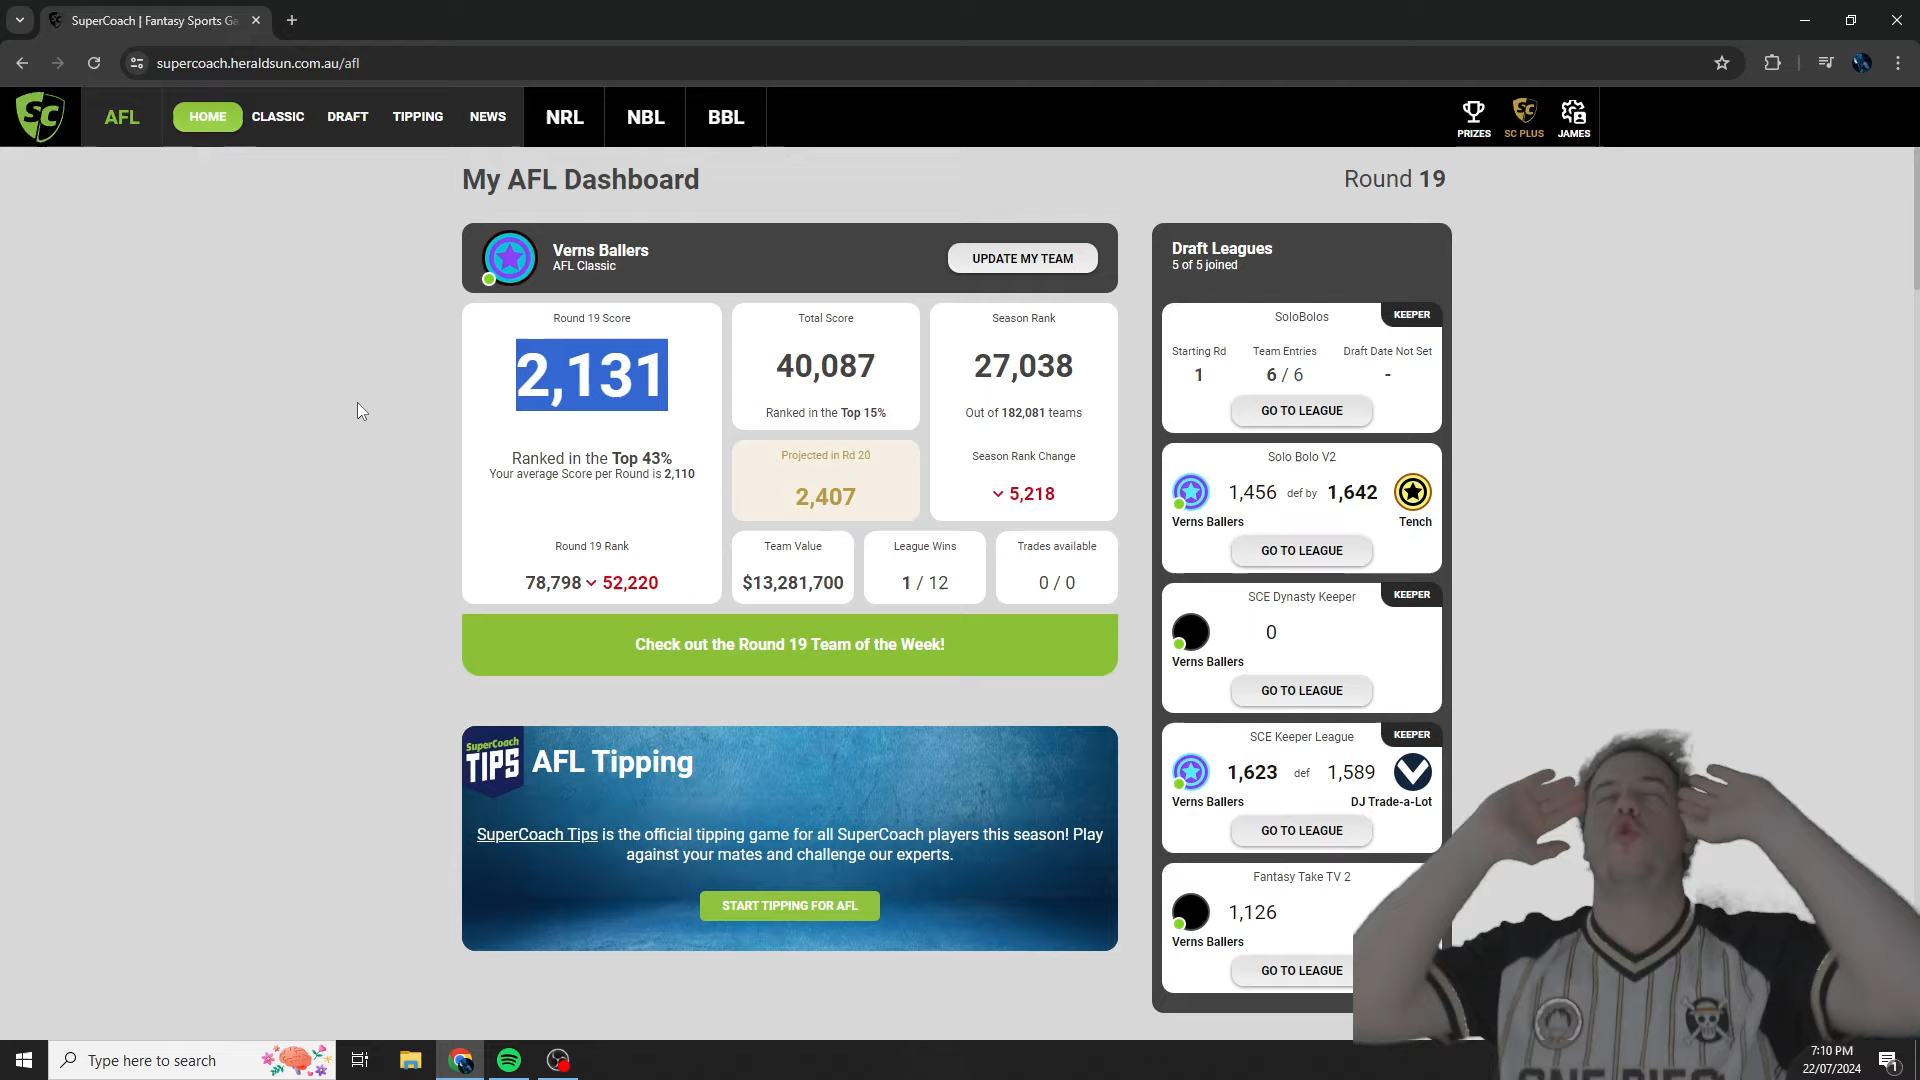 SuperCoach | Fantasy Sports Ga
supercoach.heraldsun.com.au/afl
SC
AFL
HOME
CLASSIC
DRAFT
TIPPING
NEWS
NRL
NBL
BBL
PRIZES
SC PLUS
JAMES
My AFL Dashboard
Round 19
Verns Ballers
AFL Classic
UPDATE MY TEAM
Round 19 Score
2,131
Ranked in the Top 43%
Your average Score per Round is 2,110
Round 19 Rank
78,798 52,220
Total Score
40,087
Ranked in the Top 15%
Projected in Rd 20
2,407
Season Rank
27,038
Out of 182,081 teams
Season Rank Change
5,218
Team Value
$13,281,700
League Wins
1 / 12
Trades available
0 / 0
Check out the Round 19 Team of the Week!
SuperCoach
TIPS
AFL Tipping
SuperCoach Tips is the official tipping game for all SuperCoach players this season! Play
against your mates and challenge our experts.
START TIPPING FOR AFL
Draft Leagues
5 of 5 joined
SoloBolos
KEEPER
Starting Rd
1
Team Entries
6 / 6
Draft Date Not Set
-
GO TO LEAGUE
Solo Bolo V2
1,456 def by 1,642
Verns Ballers
Tench
GO TO LEAGUE
SCE Dynasty Keeper
KEEPER
0
Verns Ballers
GO TO LEAGUE
SCE Keeper League
KEEPER
1,623 def 1,589
Verns Ballers
DJ Trade-a-Lot
GO TO LEAGUE
Fantasy Take TV 2
1,126
Verns Ballers
GO TO LEAGUE
ONE PIECE
Type here to search
7:10 PM
22/07/2024
1